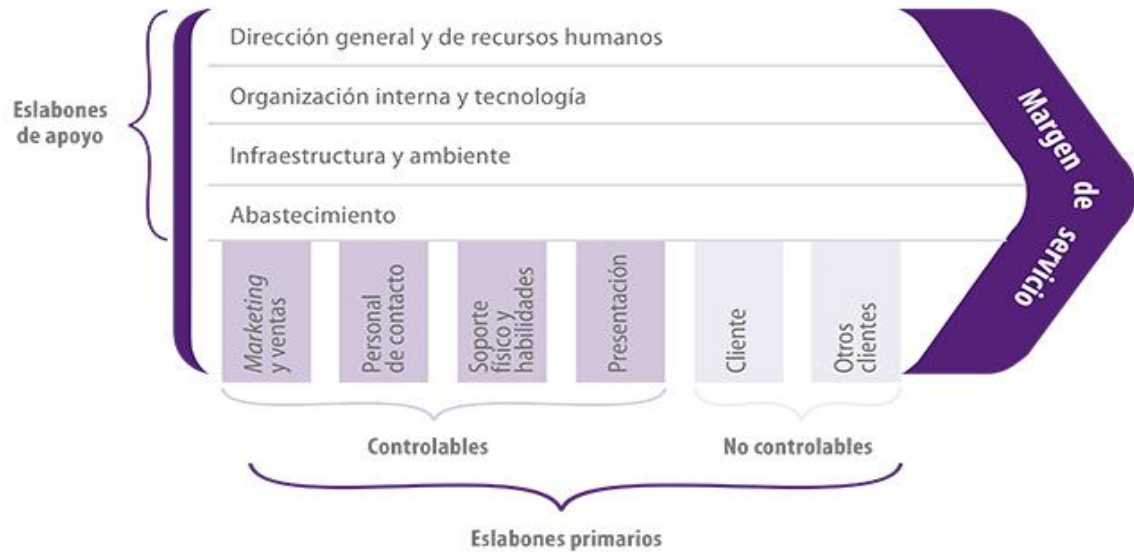 Dirección general y de recursos humanos
Organización interna y tecnología
Eslabones
de apoyo
Infraestructura y ambiente
Abastecimiento
Margen de servicio
Marketing
y ventas
Personal
de contacto
Soporte
físico y
habilidades
Presentación
Cliente
Otros
clientes
Controlables
No controlables
Eslabones primarios